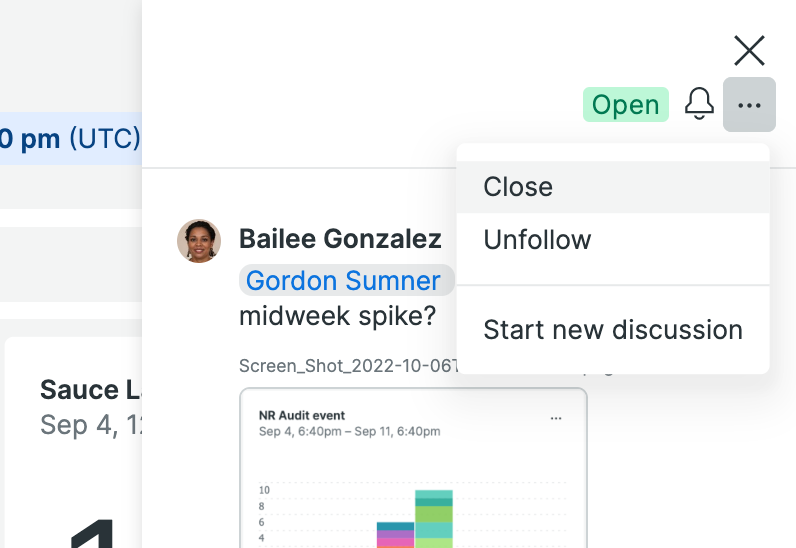 Open
...
0 pm (UTC)
Close
Unfollow
Start new discussion
Bailee Gonzalez
Gordon Sumner
midweek spike?
Screen_Shot_2022-10-06
Sauce
Sep 4,
NR Audit event
...
Sep 4, 6:40pm – Sep 11, 6:40pm
10
8
6
4